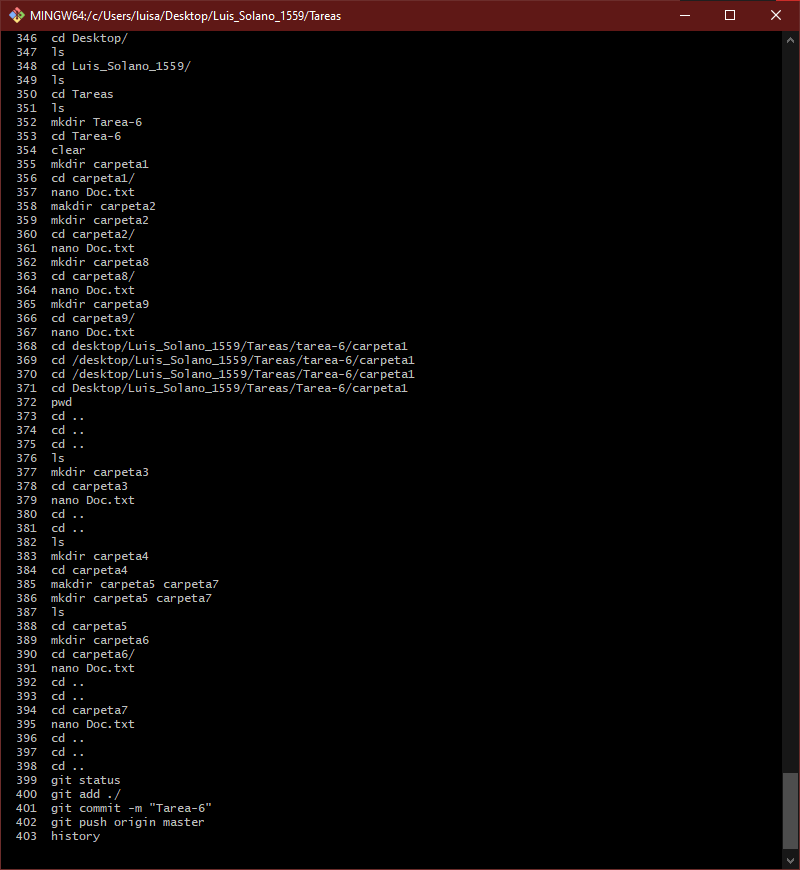 MINGW64:/c/Users/luisa/Desktop/Luis_Solano_1559/Tareas
346 cd Desktop/
347 ls
348 cd Luis_Solano_1559/
349 ls
350 cd Tareas
351 ls
352 mkdir Tarea-6
353 cd Tarea-6
354 clear
355 mkdir carpeta1
356 cd carpeta1/
357 nano Doc.txt
358 makdir carpeta2
359 mkdir carpeta2
360 cd carpeta2/
361 nano Doc.txt
362 mkdir carpeta8
363 cd carpeta8/
364 nano Doc.txt
365 mkdir carpeta9
366 cd carpeta9/
367 nano Doc.txt
368 cd desktop/Luis_Solano_1559/Tareas/tarea-6/carpeta1
369 cd /desktop/Luis_Solano_1559/Tareas/tarea-6/carpeta1
370 cd /desktop/Luis_Solano_1559/Tareas/Tarea-6/carpeta1
371 cd Desktop/Luis_Solano_1559/Tareas/Tarea-6/carpeta1
372 pwd
373 cd ..
374 cd ..
375 cd ..
376 ls
377 mkdir carpeta3
378 cd carpeta3
379 nano Doc.txt
380 cd ..
381 cd ..
382 ls
383 mkdir carpeta4
384 cd carpeta4
385 makdir carpeta5 carpeta7
386 mkdir carpeta5 carpeta7
387 ls
388 cd carpeta5
389 mkdir carpeta6
390 cd carpeta6/
391 nano Doc.txt
392 cd ..
393 cd ..
394 cd carpeta7
395 nano Doc.txt
396 cd ..
397 cd ..
398 cd ..
399 git status
400 git add ./
401 git commit -m "Tarea-6"
402 git push origin master
403 history